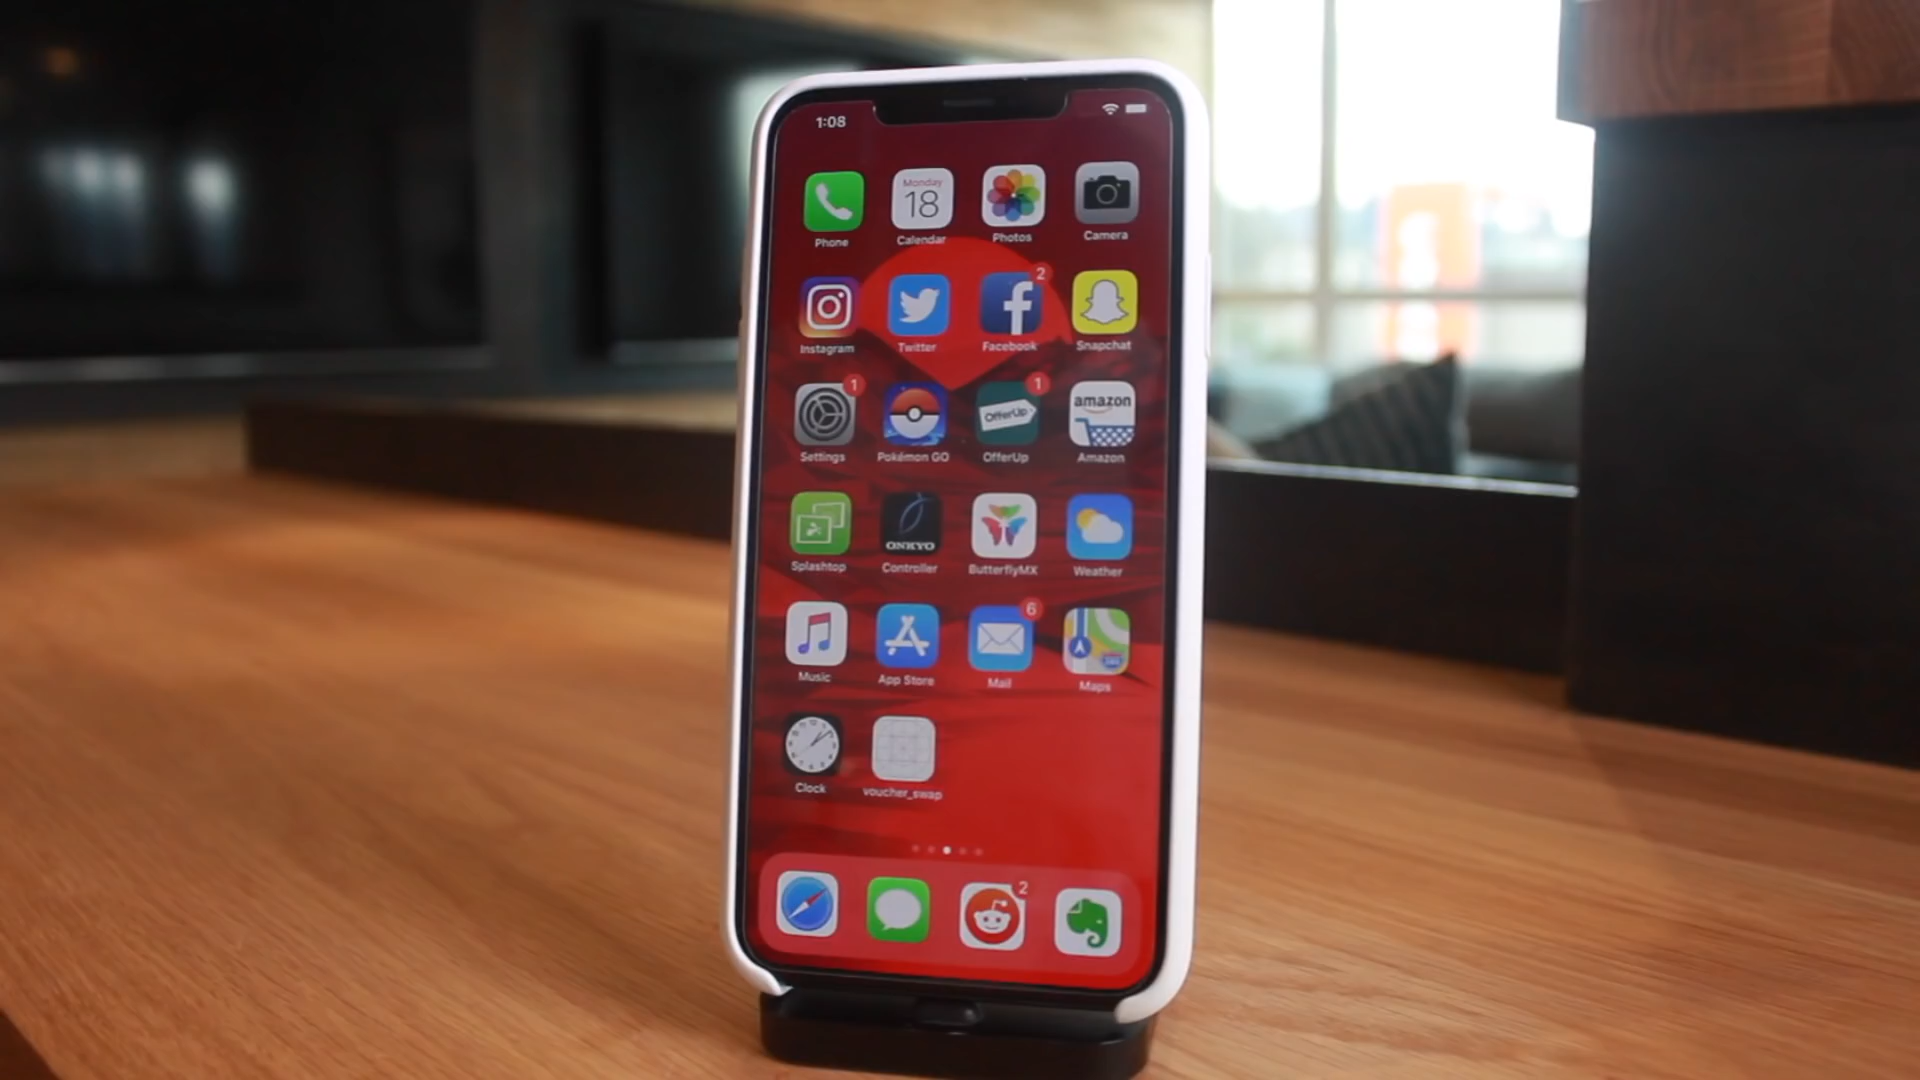 1:08
Monday
18
Phone
Calendar
Photos
Camera
2
Instagram
Twitter
Facebook
Snapchat
1
1
OfferUp
amazon
Settings
Pokémon GO
OfferUp
Amazon
ONKYO
Splashtop
Controller
ButterflyMX
Weather
6
Music
App Store
Mail
Maps
Clock
voucher_swap
2